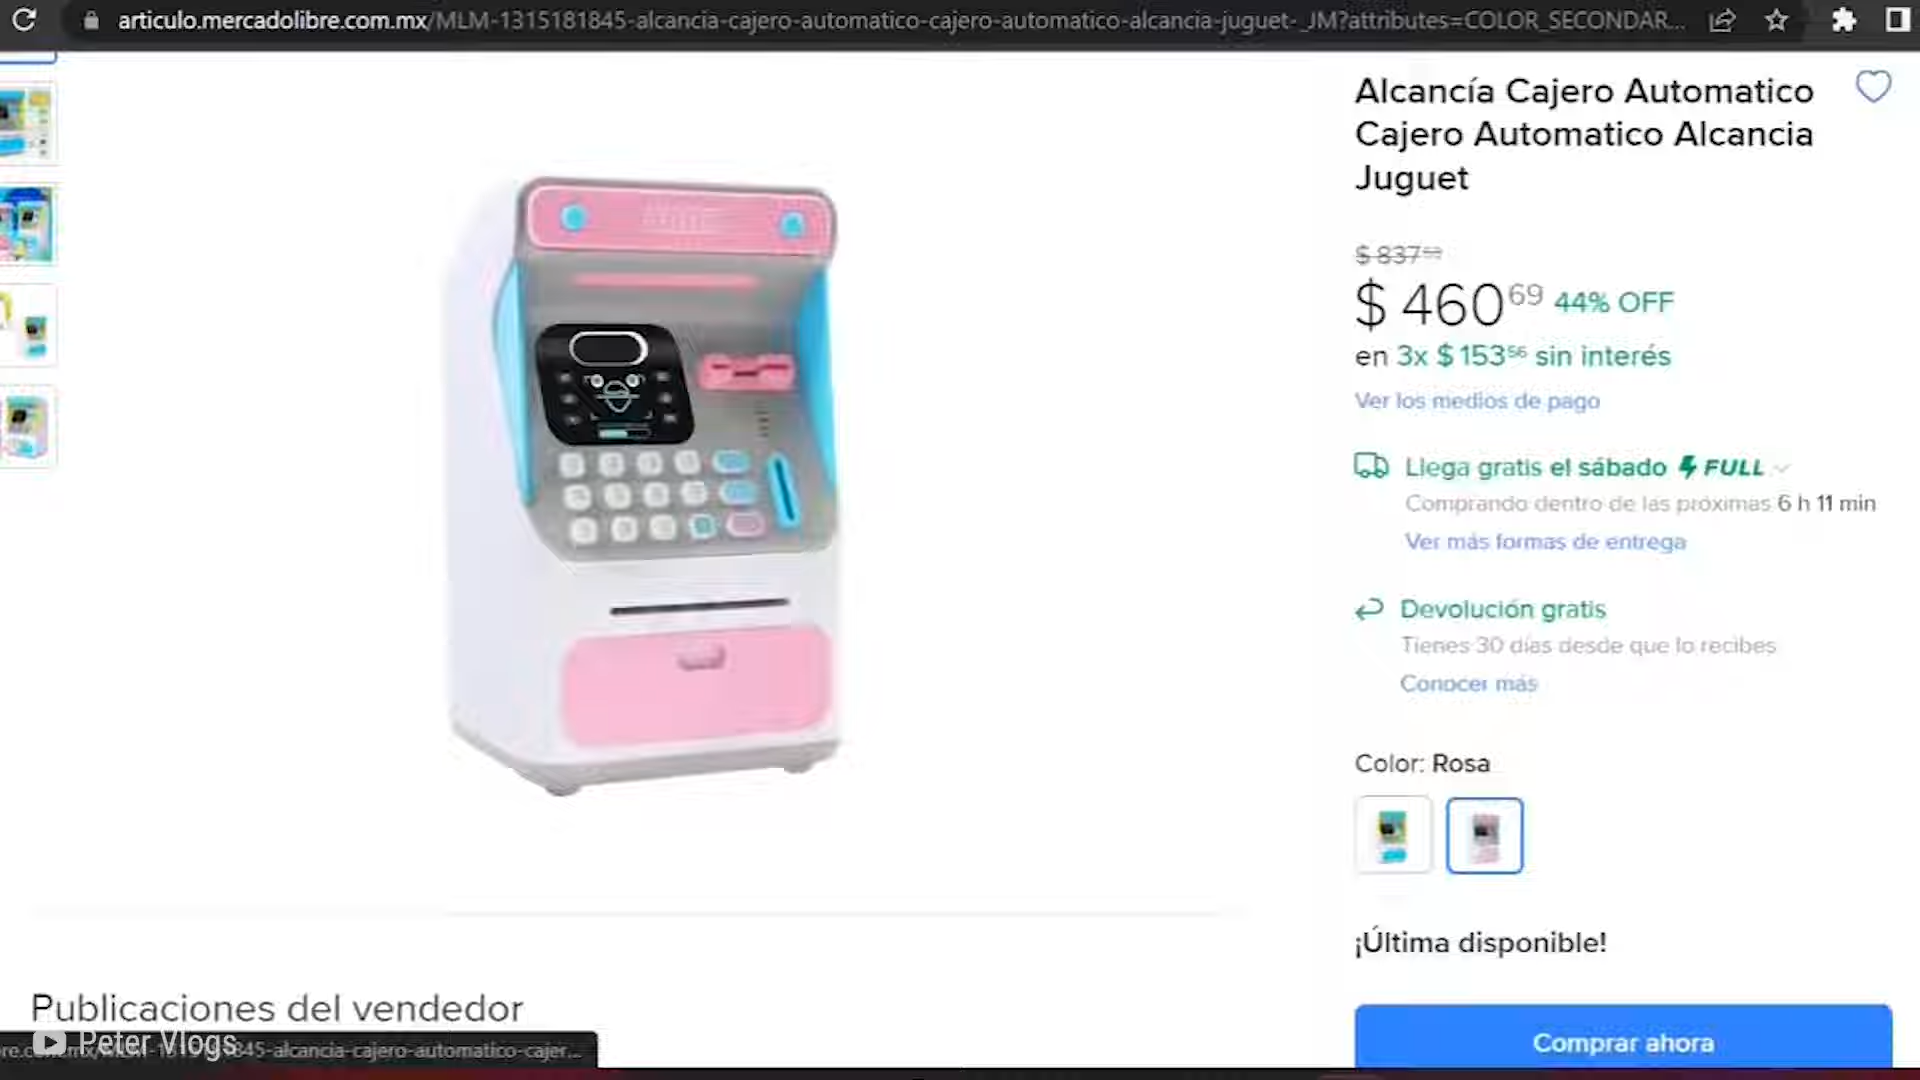 articulo.mercadolibre.com.mx/MLM-1315181845-alcancia-cajero-automatico-cajero-automatico-alcancia-juguet-_JM?attributes=COLOR_SECONDAR...
Alcancía Cajero Automatico
Cajero Automatico Alcancia
Juguet
$ 837
$ 460 69 44% OFF
en 3x $ 153 56 sin interés
Ver los medios de pago
Llega gratis el sábado FULL
Comprando dentro de las próximas 6 h 11 min
Ver más formas de entrega
Devolución gratis
Tienes 30 días desde que lo recibes
Conocer más
Color: Rosa
¡Última disponible!
Comprar ahora
Publicaciones del vendedor
Peter Vlogs
-alcancia-cajero-automatico-cajer...